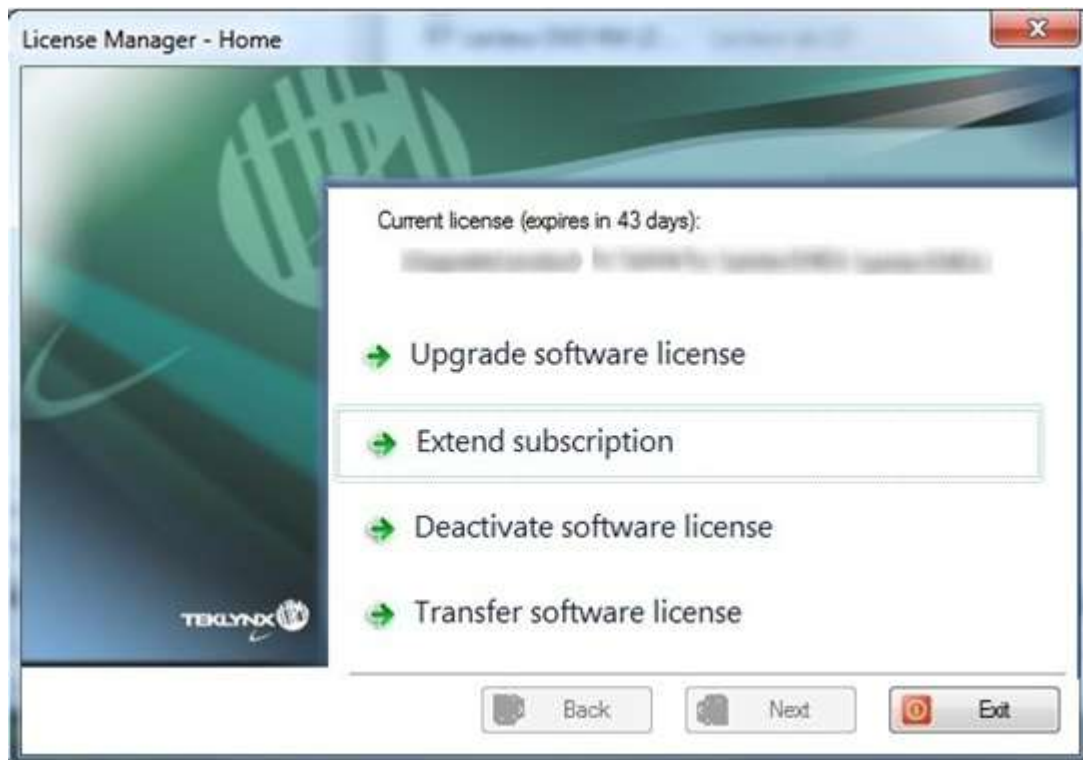 License Manager - Home
Current license (expires in 43 days):
Upgrade software license
Extend subscription
Deactivate software license
Transfer software license
TEKLYNX
Back
Next
Exit